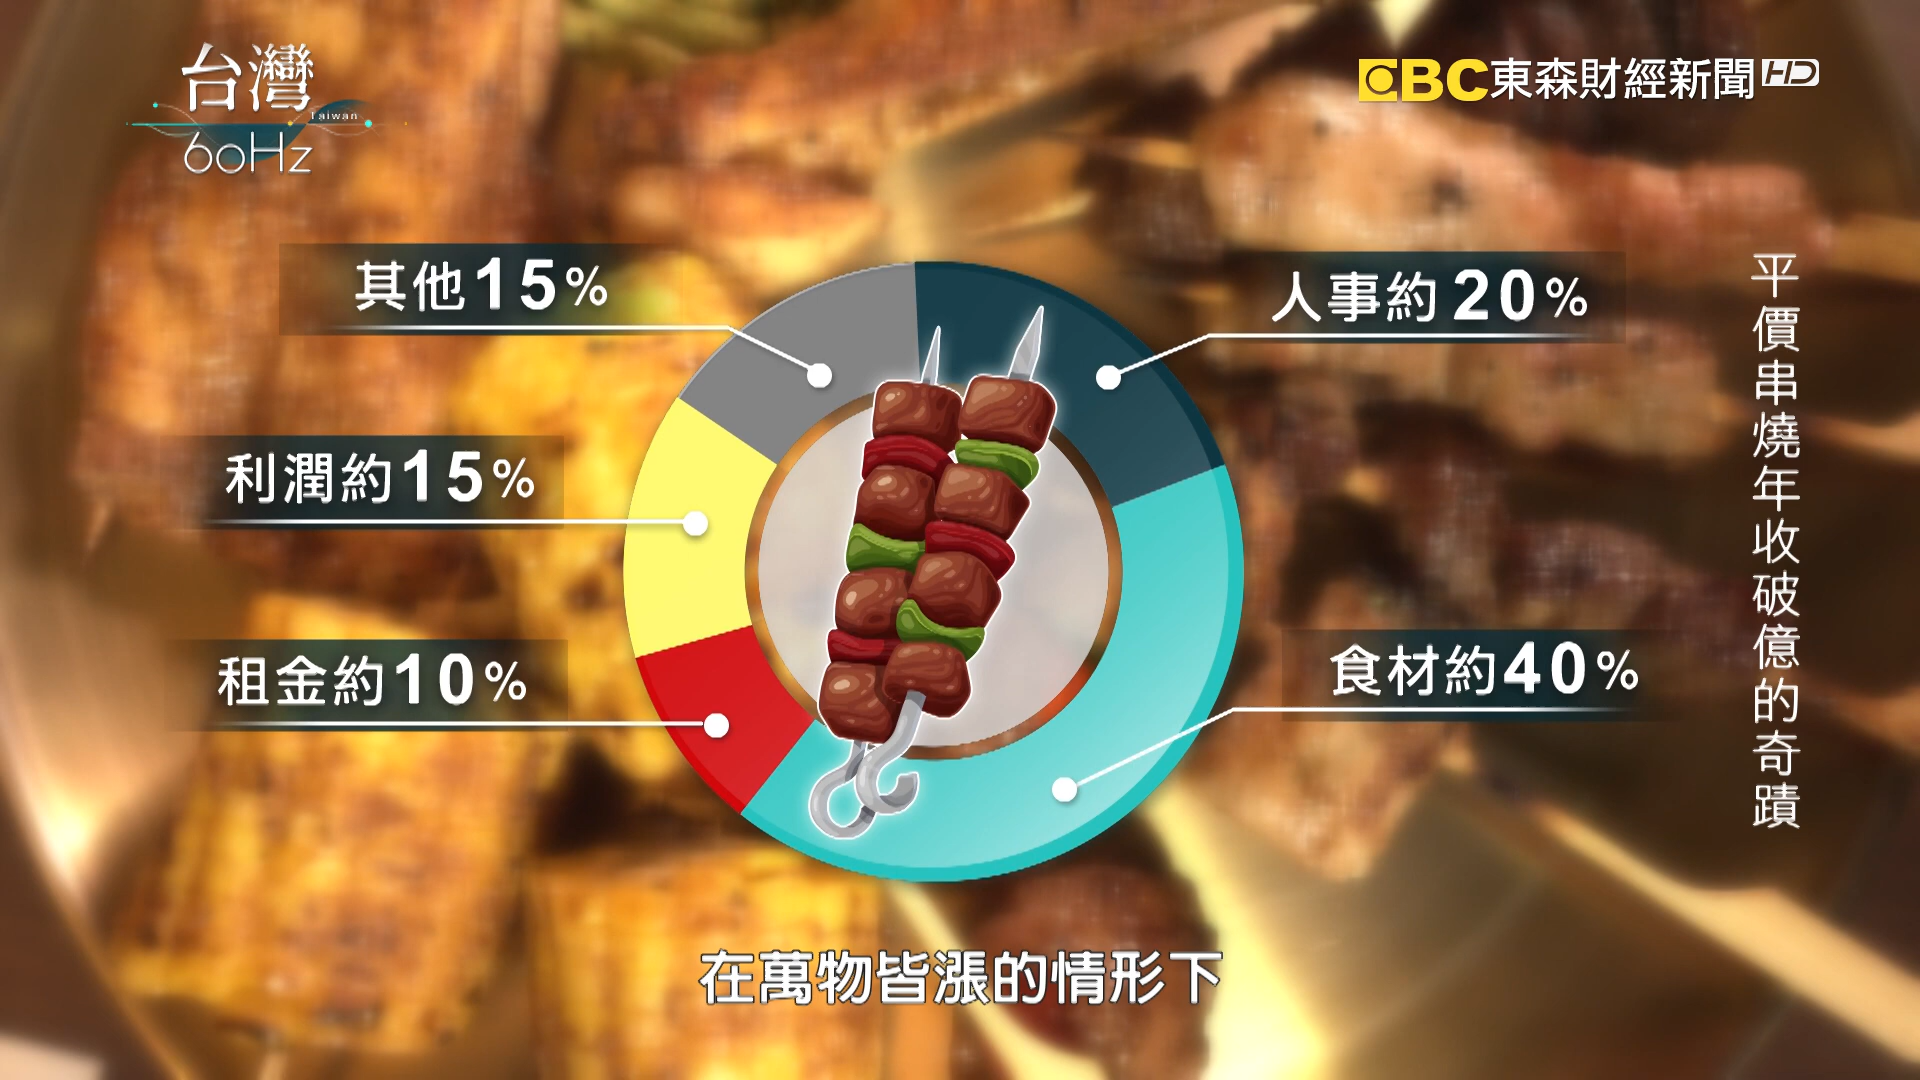 台灣
Taiwan
60Hz
EBC東森財經新聞HD
其他15%
人事約20%
利潤約15%
租金約10%
食材約40%
平價串燒年收破億的奇蹟
在萬物皆漲的情形下